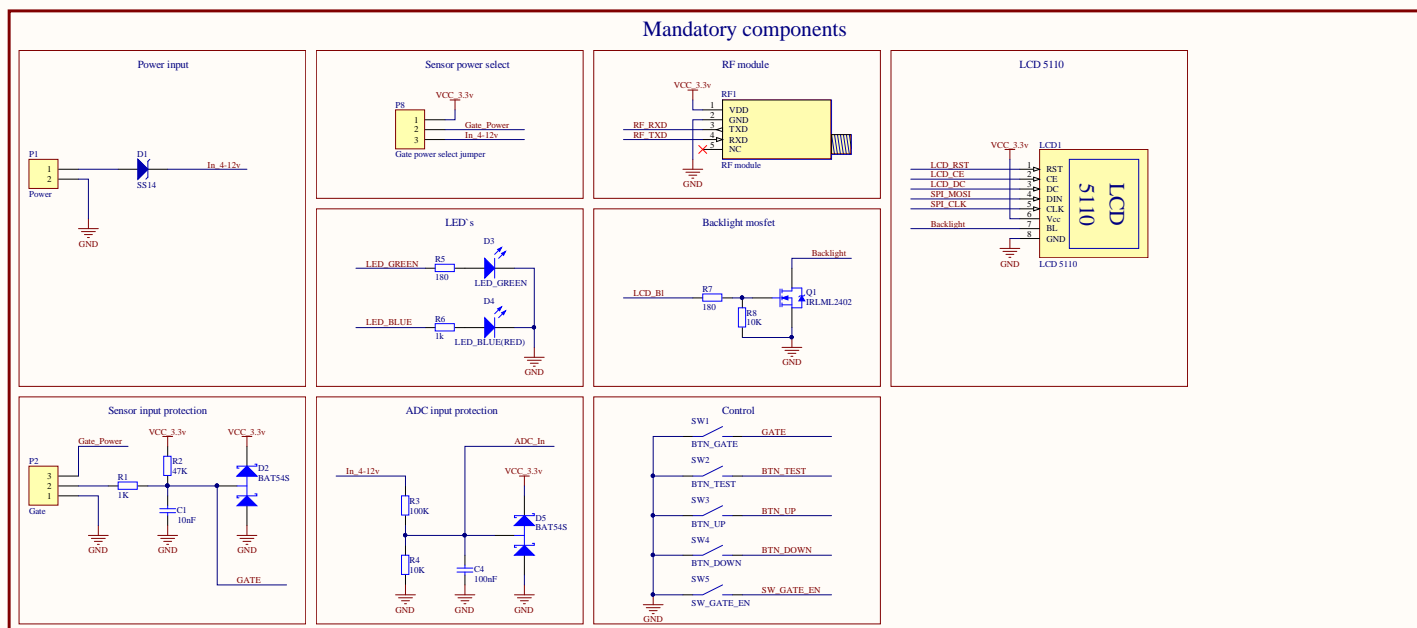 Mandatory components
Power input
P1
1
2
Power
D1
SS14
In_4-12v
GND
Sensor power select
VCC_3.3v
P8
1
2
3
Gate_Power
In_4-12v
Gate power select jumper
RF module
VCC_3.3v
RF1
RF_RXD
RF_TXD
1
2
3
4
5
VDD
GND
TXD
RXD
NC
RF module
GND
LCD 5110
VCC_3.3v
LCD1
LCD_RST
LCD_CE
LCD_DC
SPI_MOSI
SPI_CLK
Backlight
1
2
3
4
5
6
7
8
RST
CE
DC
DIN
CLK
Vcc
BL
GND
LCD
5110
GND
LCD 5110
LED`s
D3
LED_GREEN
R5
180
LED_GREEN
D4
LED_BLUE
R6
1k
LED_BLUE(RED)
GND
Backlight mosfet
Backlight
LCD_Bl
R7
180
Q1
IRLML2402
R8
10K
GND
Sensor input protection
Gate_Power
VCC_3.3v
VCC_3.3v
P2
3
2
1
Gate
R1
1K
R2
47K
D2
BAT54S
C1
10nF
GND
GND
GND
GATE
ADC input protection
ADC_In
In_4-12v
VCC_3.3v
R3
100K
D5
BAT54S
R4
10K
C4
100nF
GND
GND
GND
Control
SW1
GATE
BTN_GATE
SW2
BTN_TEST
BTN_TEST
SW3
BTN_UP
BTN_UP
SW4
BTN_DOWN
BTN_DOWN
SW5
SW_GATE_EN
SW_GATE_EN
GND